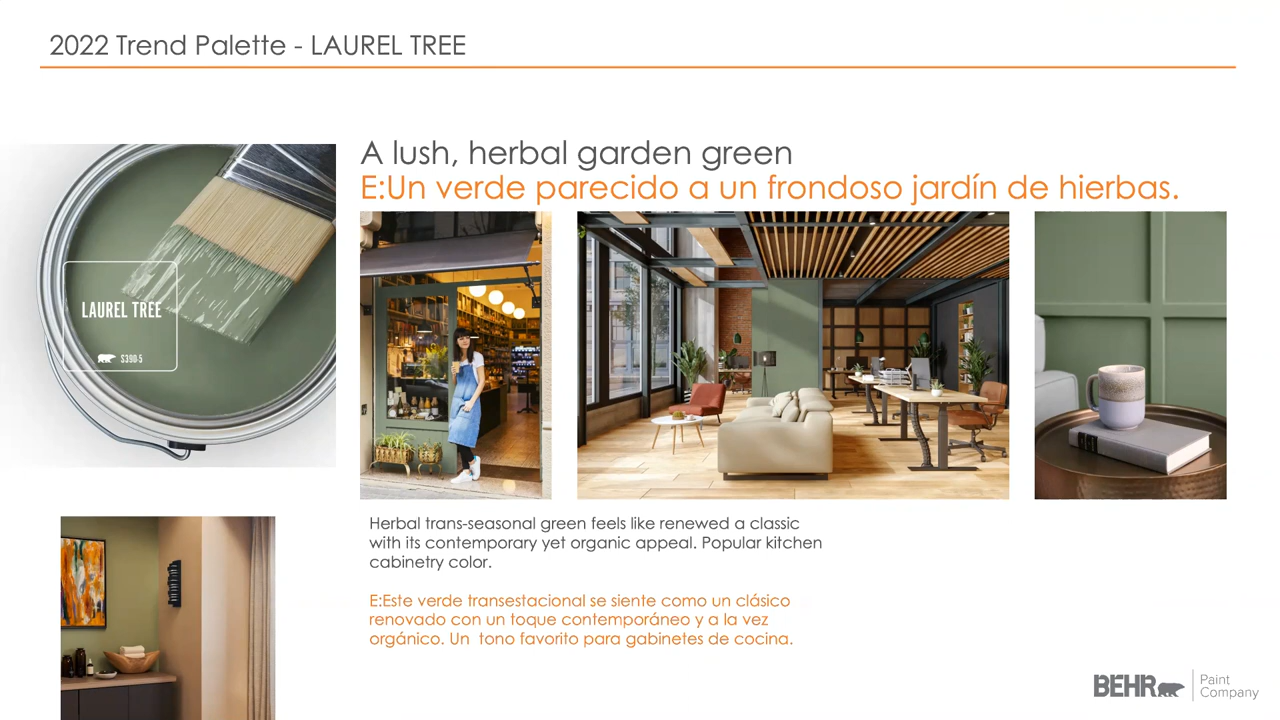 2022 Trend Palette - LAUREL TREE
A lush, herbal garden green
E:Un verde parecido a un frondoso jardín de hierbas.
LAUREL TREE
S390-5
Herbal trans-seasonal green feels like renewed a classic
with its contemporary yet organic appeal. Popular kitchen
cabinetry color.
E:Este verde transestacional se siente como un clásico
renovado con un toque contemporáneo y a la vez
orgánico. Un  tono favorito para gabinetes de cocina.
BEHR
Paint
Company